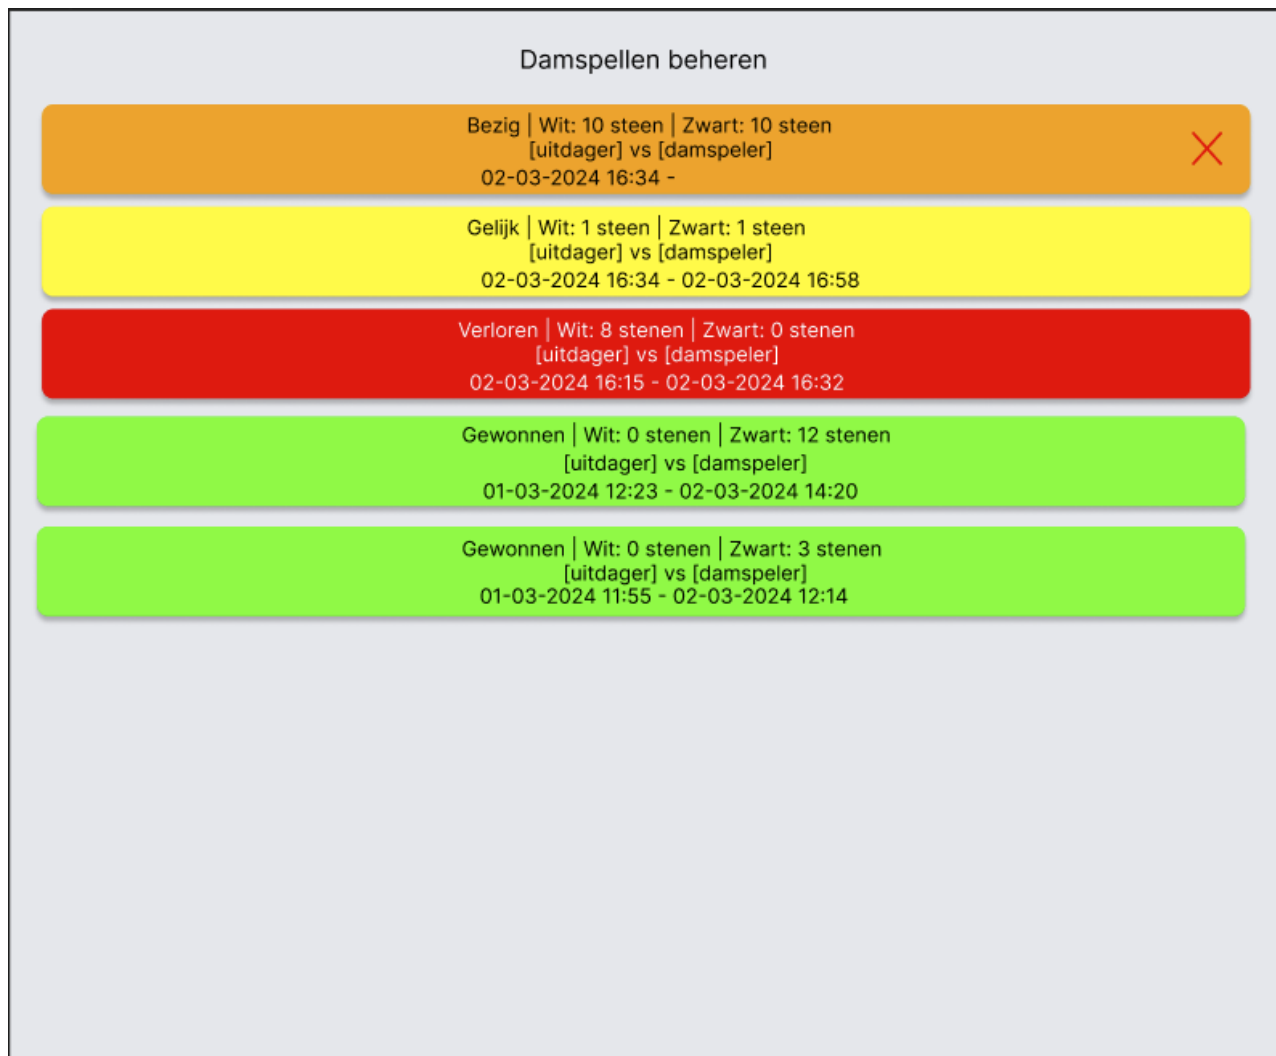 Damspellen beheren
Bezig | Wit: 10 steen | Zwart: 10 steen
[uitdager] vs [damspeler]
02-03-2024 16:34 -
Gelijk | Wit: 1 steen | Zwart: 1 steen
[uitdager] vs [damspeler]
02-03-2024 16:34 - 02-03-2024 16:58
Verloren | Wit: 8 stenen | Zwart: 0 stenen
[uitdager] vs [damspeler]
02-03-2024 16:15 - 02-03-2024 16:32
Gewonnen | Wit: 0 stenen | Zwart: 12 stenen
[uitdager] vs [damspeler]
01-03-2024 12:23 - 02-03-2024 14:20
Gewonnen | Wit: 0 stenen | Zwart: 3 stenen
[uitdager] vs [damspeler]
01-03-2024 11:55 - 02-03-2024 12:14